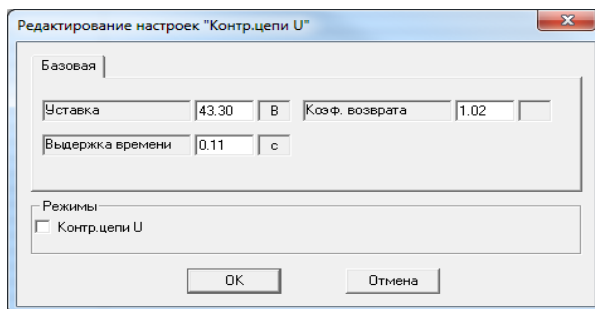 Редактирование настроек "Контр.цепи U"
Базовая
Уставка 43.30 В Коэф. возврата 1.02
Выдержка времени 0.11 с
Режимы
Контр.цепи U
OK Отмена